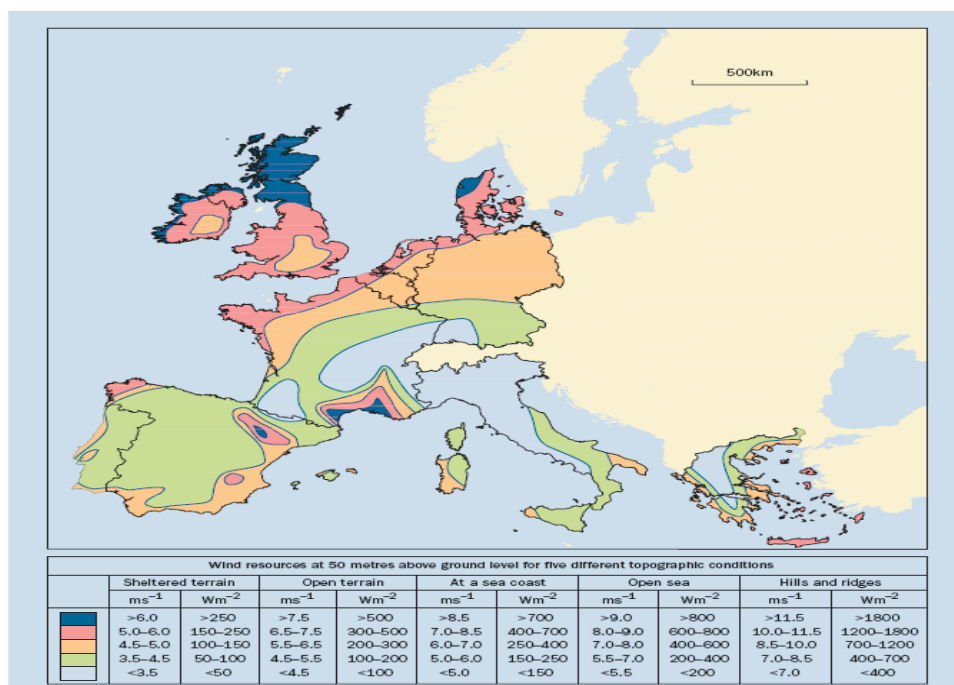 500km
Wind resources at 50 metres above ground level for five different topographic conditions
Sheltered terrain Open terrain At a sea coast Open sea Hills and ridges
ms⁻¹ Wm⁻² ms⁻¹ Wm⁻² ms⁻¹ Wm⁻² ms⁻¹ Wm⁻² ms⁻¹ Wm⁻²
>6.0 >250 >7.5 >500 >8.5 >700 >9.0 >800 >11.5 >1800
5.0–6.0 150–250 6.5–7.5 300–500 7.0–8.5 400–700 8.0–9.0 600–800 10.0–11.5 1200–1800
4.5–5.0 100–150 5.5–6.5 200–300 6.0–7.0 250–400 7.0–8.0 400–600 8.5–10.0 700–1200
3.5–4.5 50–100 4.5–5.5 100–200 5.0–6.0 150–250 5.5–7.0 200–400 7.0–8.5 400–700
<3.5 <50 <4.5 <100 <5.0 <150 <5.5 <200 <7.0 <400